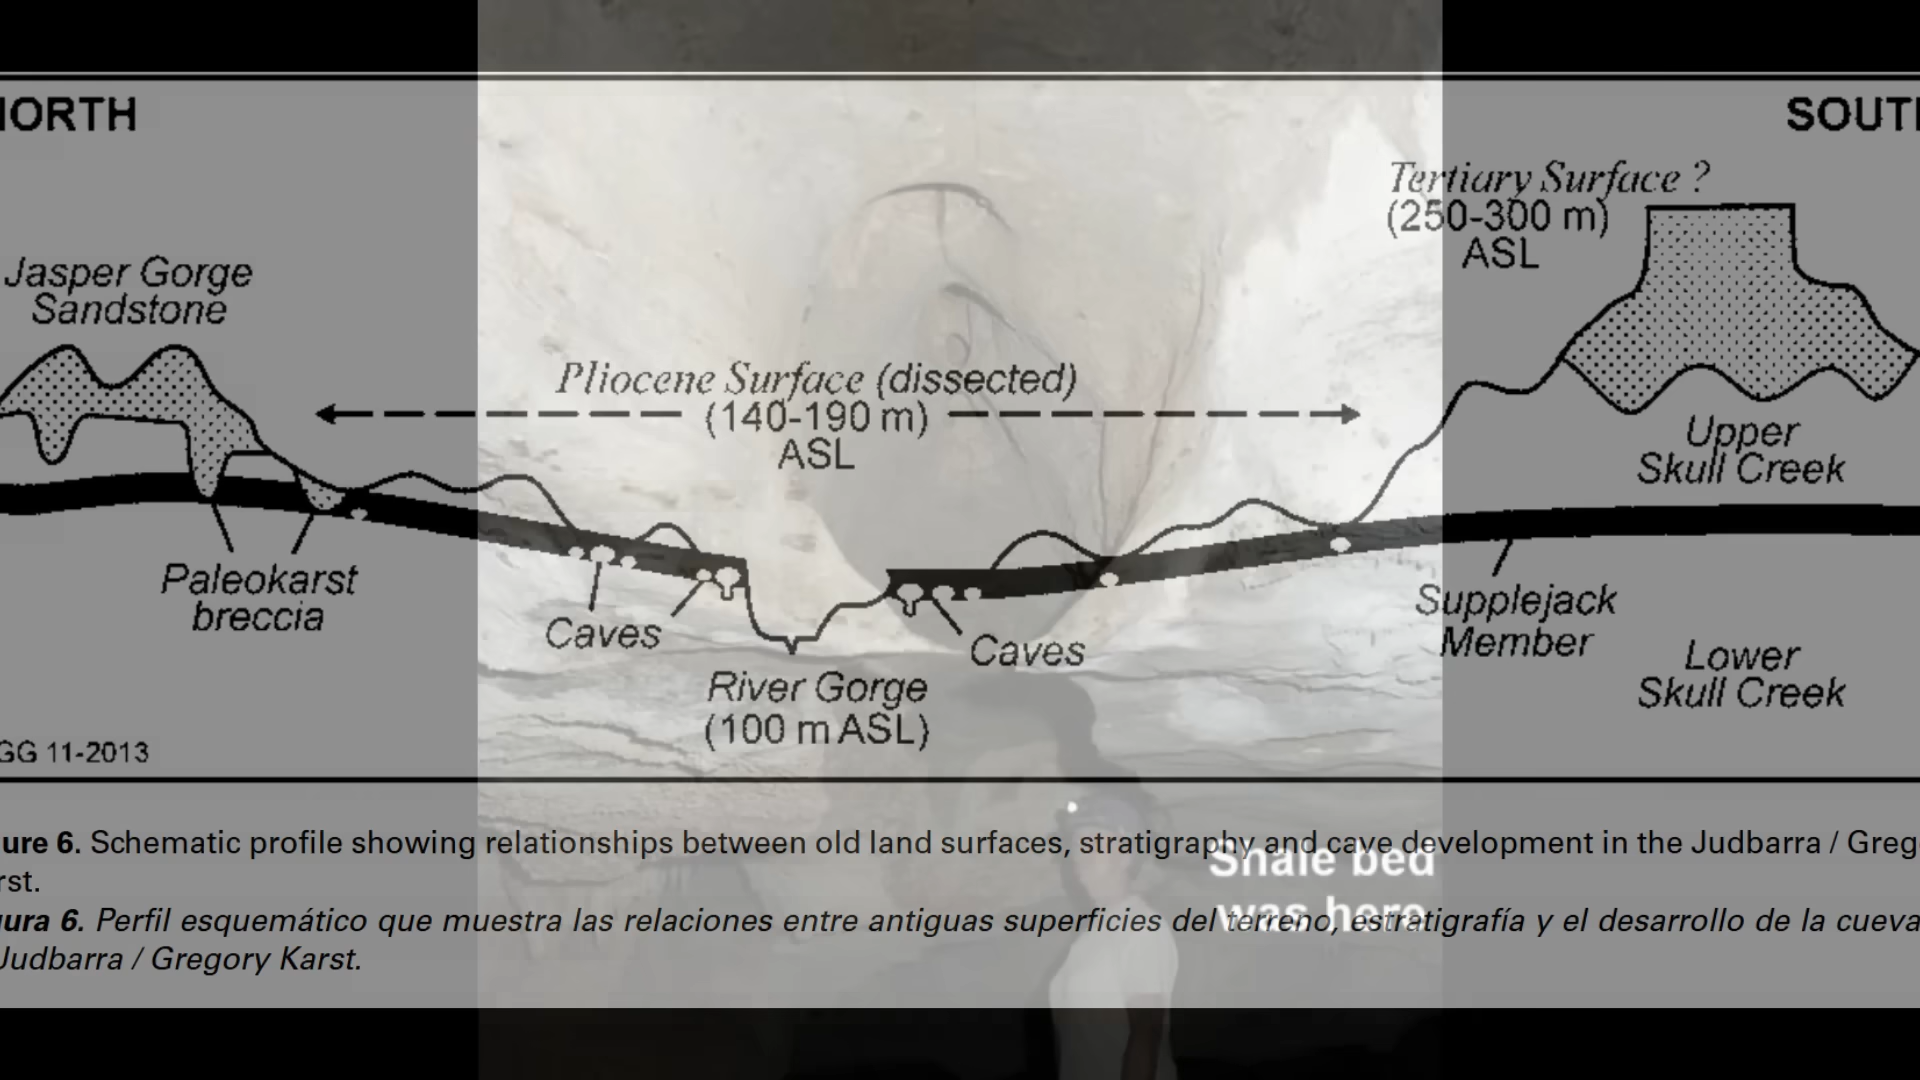 NORTH
SOUTH
Tertiary Surface ?
(250-300 m)
ASL
Jasper Gorge
Sandstone
Pliocene Surface (dissected)
(140-190 m)
ASL
Upper
Skull Creek
Paleokarst
breccia
Caves
Caves
Supplejack
Member
River Gorge
(100 m ASL)
Lower
Skull Creek
GG 11-2013
ure 6. Schematic profile showing relationships between old land surfaces, stratigraphy and cave development in the Judbarra / Greg
rst.
ura 6. Perfil esquemático que muestra las relaciones entre antiguas superficies del terreno, estratigrafía y el desarrollo de la cueva
Judbarra / Gregory Karst.
Shale bed
was here